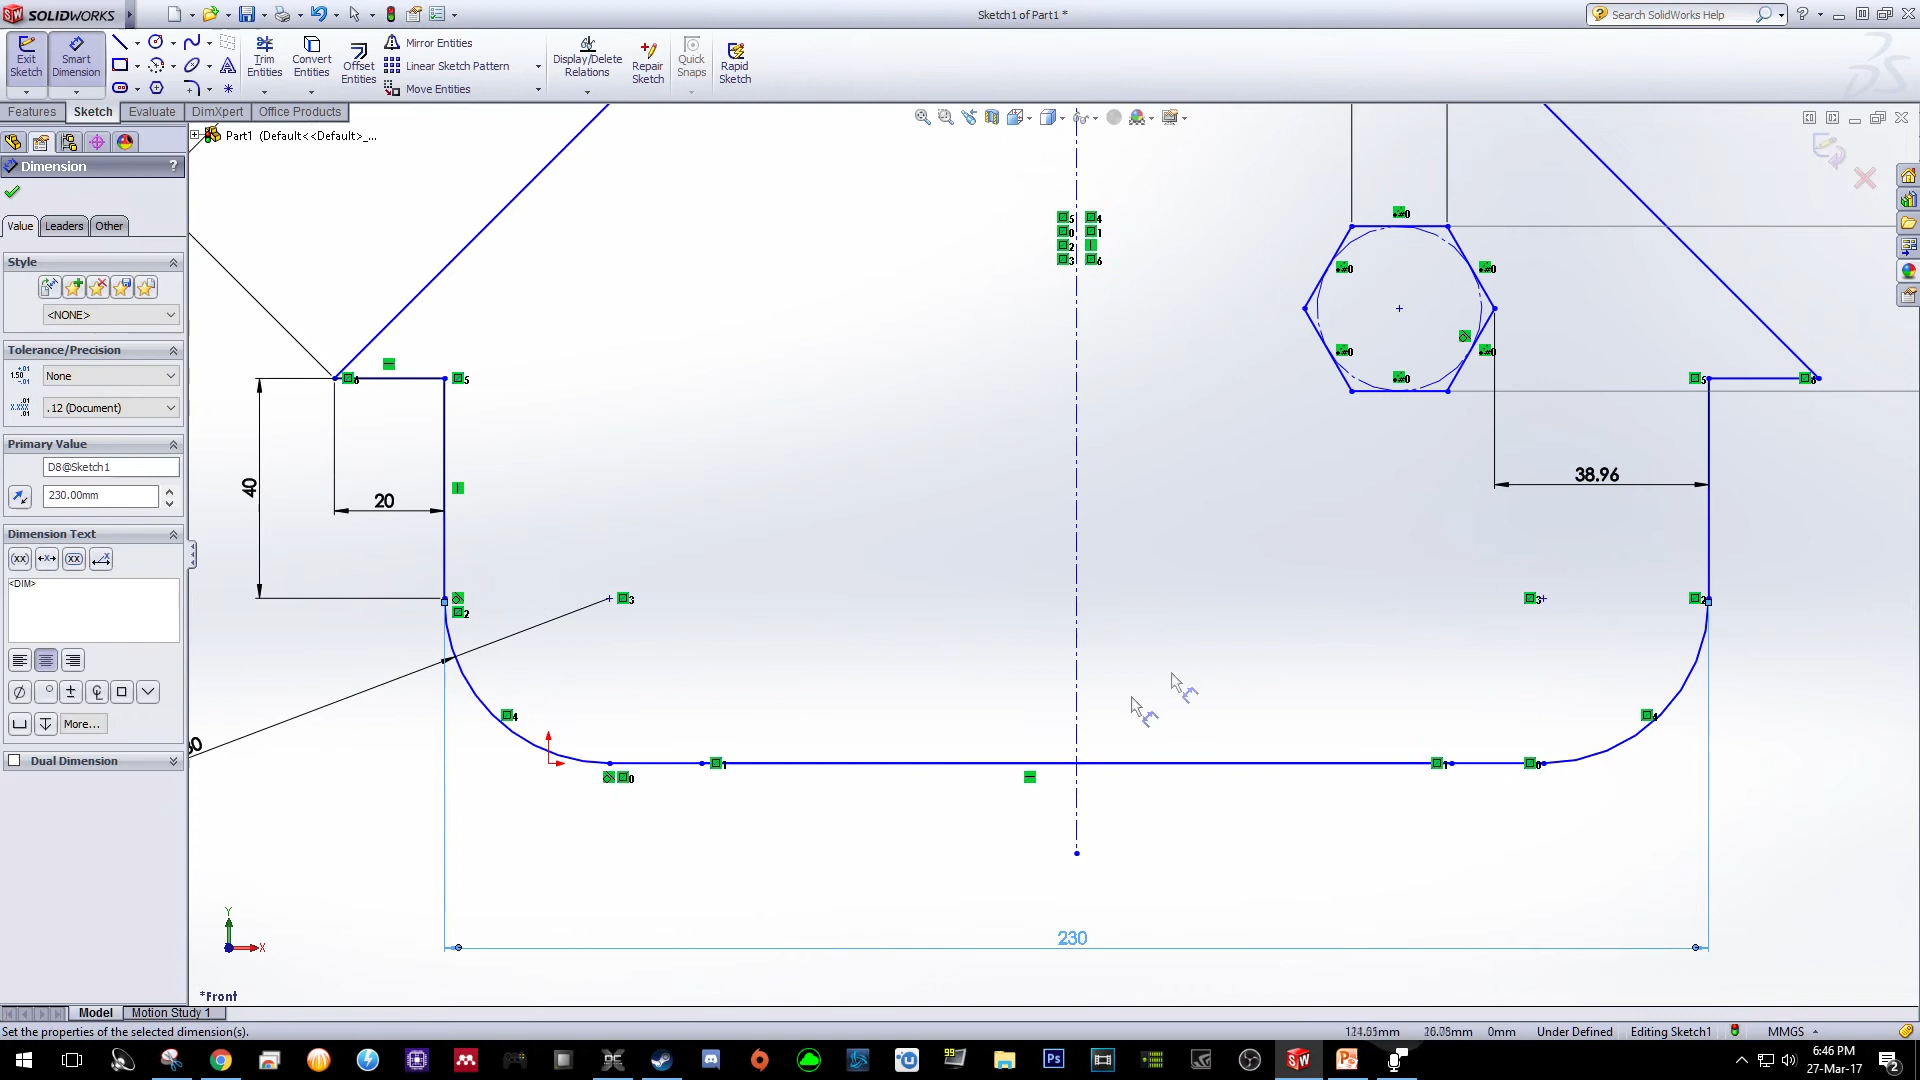 SOLIDWORKS
Sketch1 of Part1 *
Search SolidWorks Help
Exit Sketch
Smart Dimension
Trim Entities
Convert Entities
Offset Entities
Mirror Entities
Linear Sketch Pattern
Move Entities
Display/Delete Relations
Repair Sketch
Quick Snaps
Rapid Sketch
Features
Sketch
Evaluate
DimXpert
Office Products
Part1 (Default<<Default>_...
Dimension
?
Value
Leaders
Other
Style
<NONE>
Tolerance/Precision
None
.12 (Document)
Primary Value
D8@Sketch1
230.00mm
Dimension Text
(xx)
<DIM>
More...
Dual Dimension
40
20
38.96
230
Y
X
*Front
Model
Motion Study 1
Set the properties of the selected dimension(s).
0mm
Under Defined
Editing Sketch1
MMGS
6:46 PM
27-Mar-17